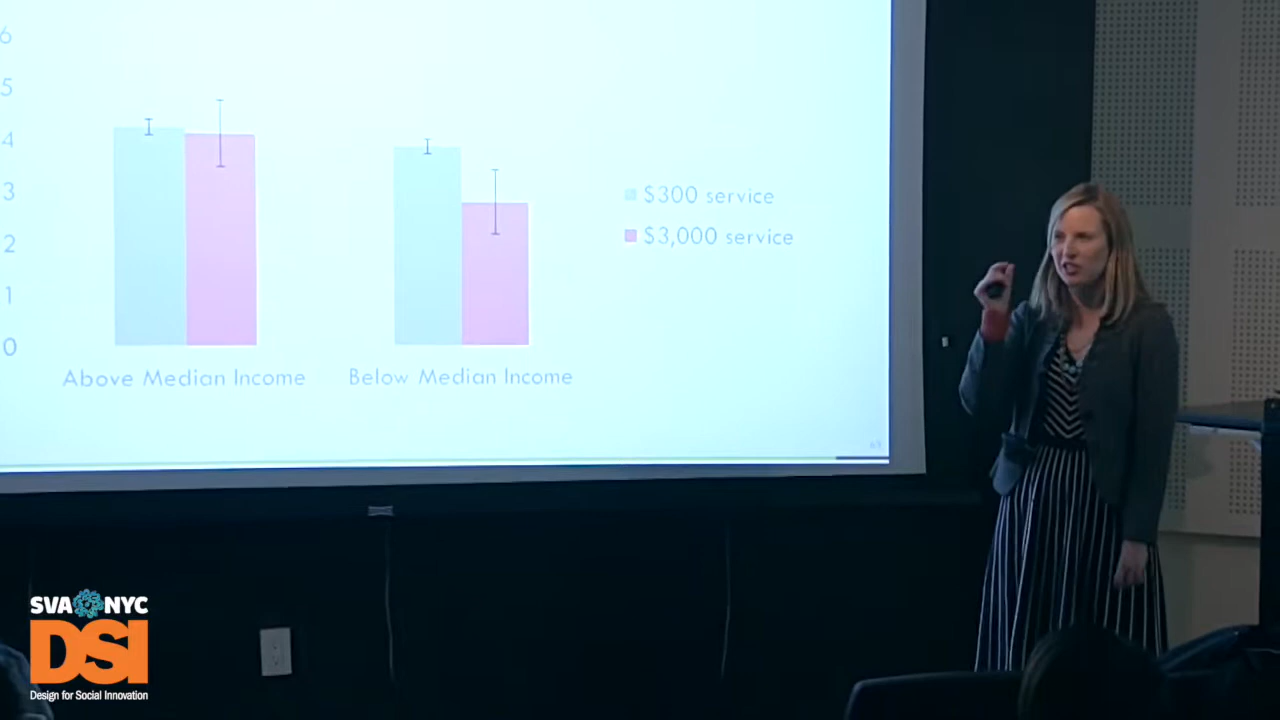 6
5
4
3
2
1
0
$300 service
$3,000 service
Above Median Income
Below Median Income
SVA NYC
DSI
Design for Social Innovation